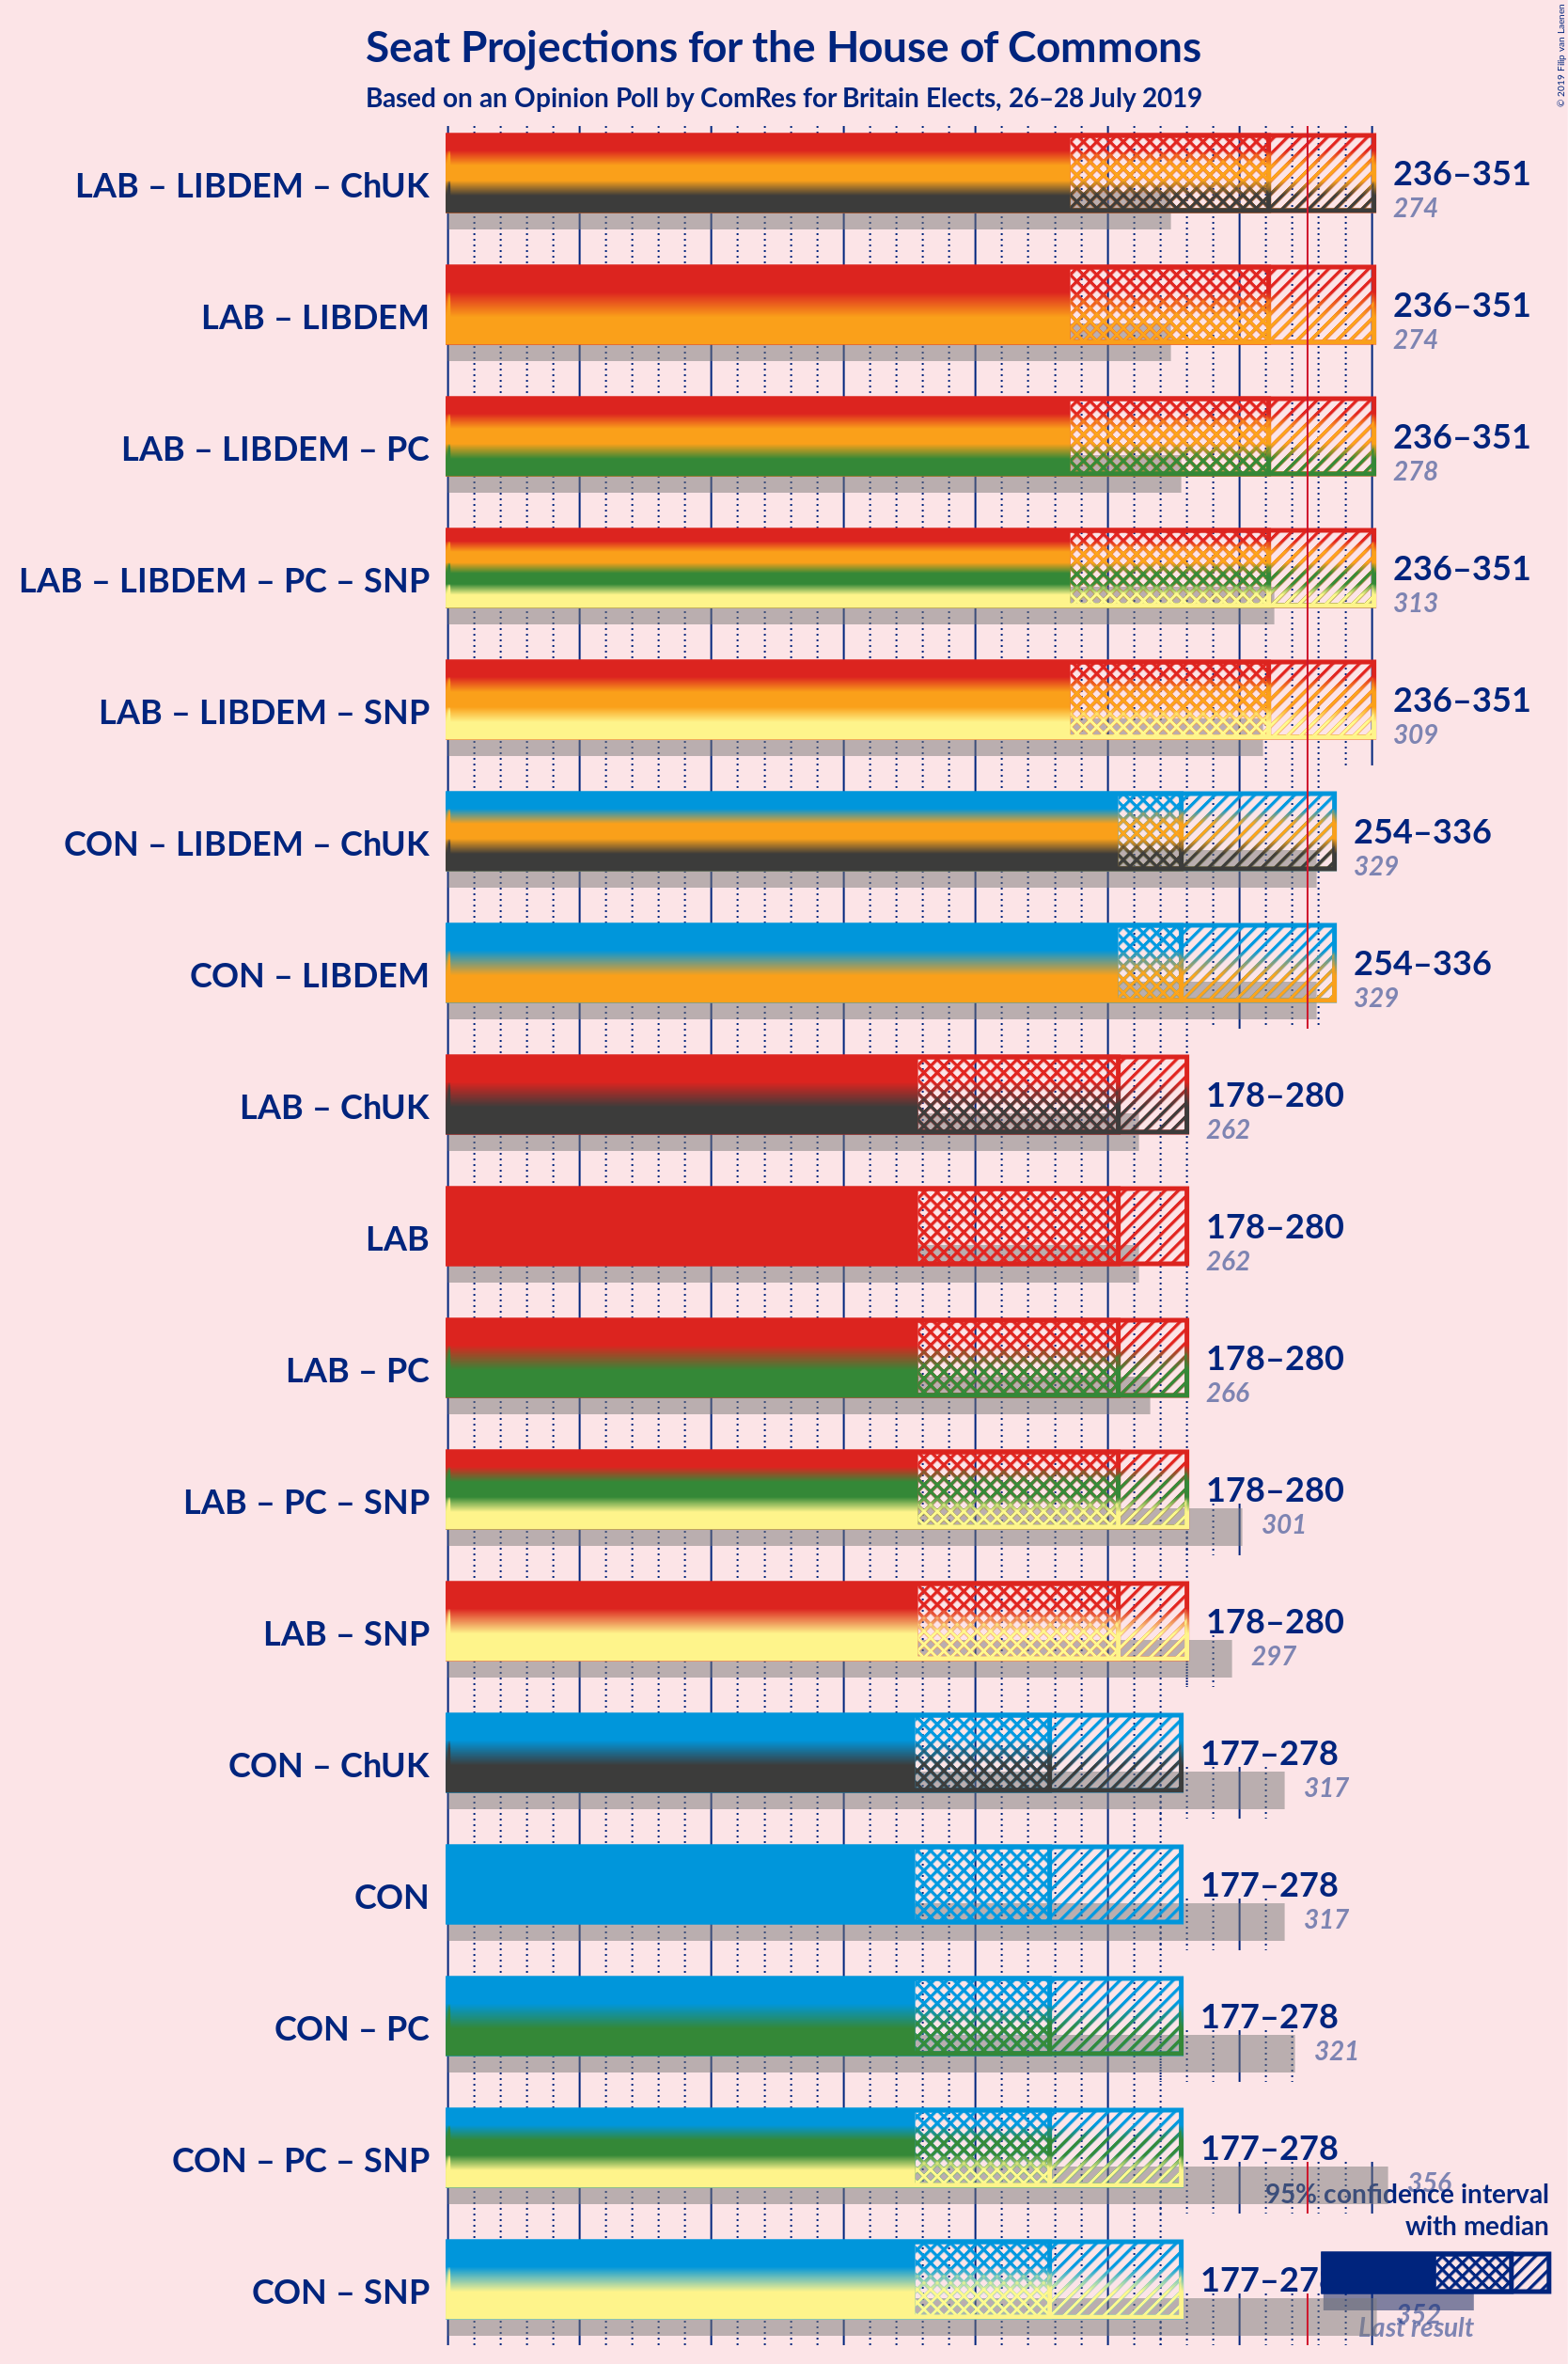 © 2019 Filip van Laenen
Seat Projections for the House of Commons
Based on an Opinion Poll by ComRes for Britain Elects, 26–28 July 2019
LAB – LIBDEM – ChUK
236–351
274
LAB – LIBDEM
236–351
274
LAB – LIBDEM – PC
236–351
278
LAB – LIBDEM – PC – SNP
236–351
313
LAB – LIBDEM – SNP
236–351
309
CON – LIBDEM – ChUK
254–336
329
CON – LIBDEM
254–336
329
LAB – ChUK
178–280
262
LAB
178–280
262
LAB – PC
178–280
266
LAB – PC – SNP
178–280
301
LAB – SNP
178–280
297
CON – ChUK
177–278
317
CON
177–278
317
CON – PC
177–278
321
CON – PC – SNP
177–278
356
95% confidence interval
with median
CON – SNP
352
Last result